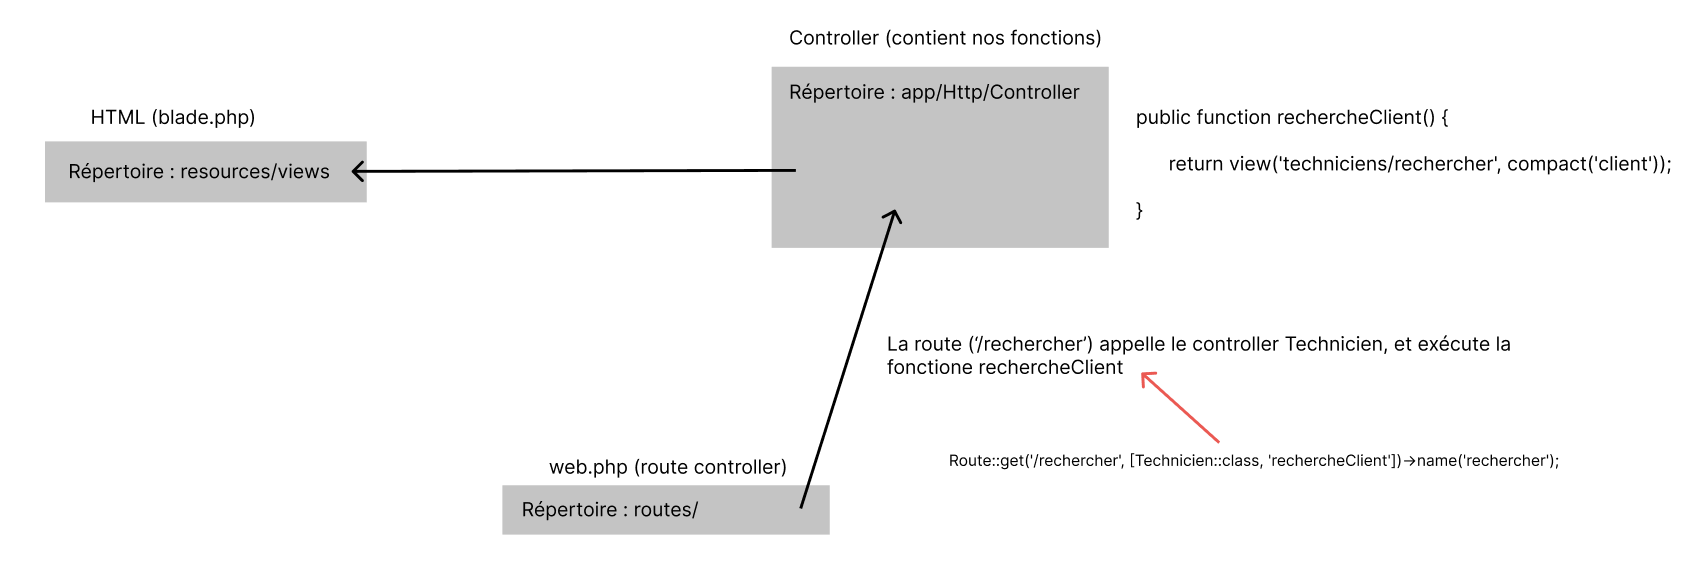 Controller (contient nos fonctions)
Répertoire : app/Http/Controller
HTML (blade.php)
Répertoire : resources/views
public function rechercheClient() {
return view('techniciens/rechercher', compact('client'));
}
La route (‘/rechercher’) appelle le controller Technicien, et exécute la
fonctione rechercheClient
Route::get('/rechercher', [Technicien::class, 'rechercheClient'])->name('rechercher');
web.php (route controller)
Répertoire : routes/